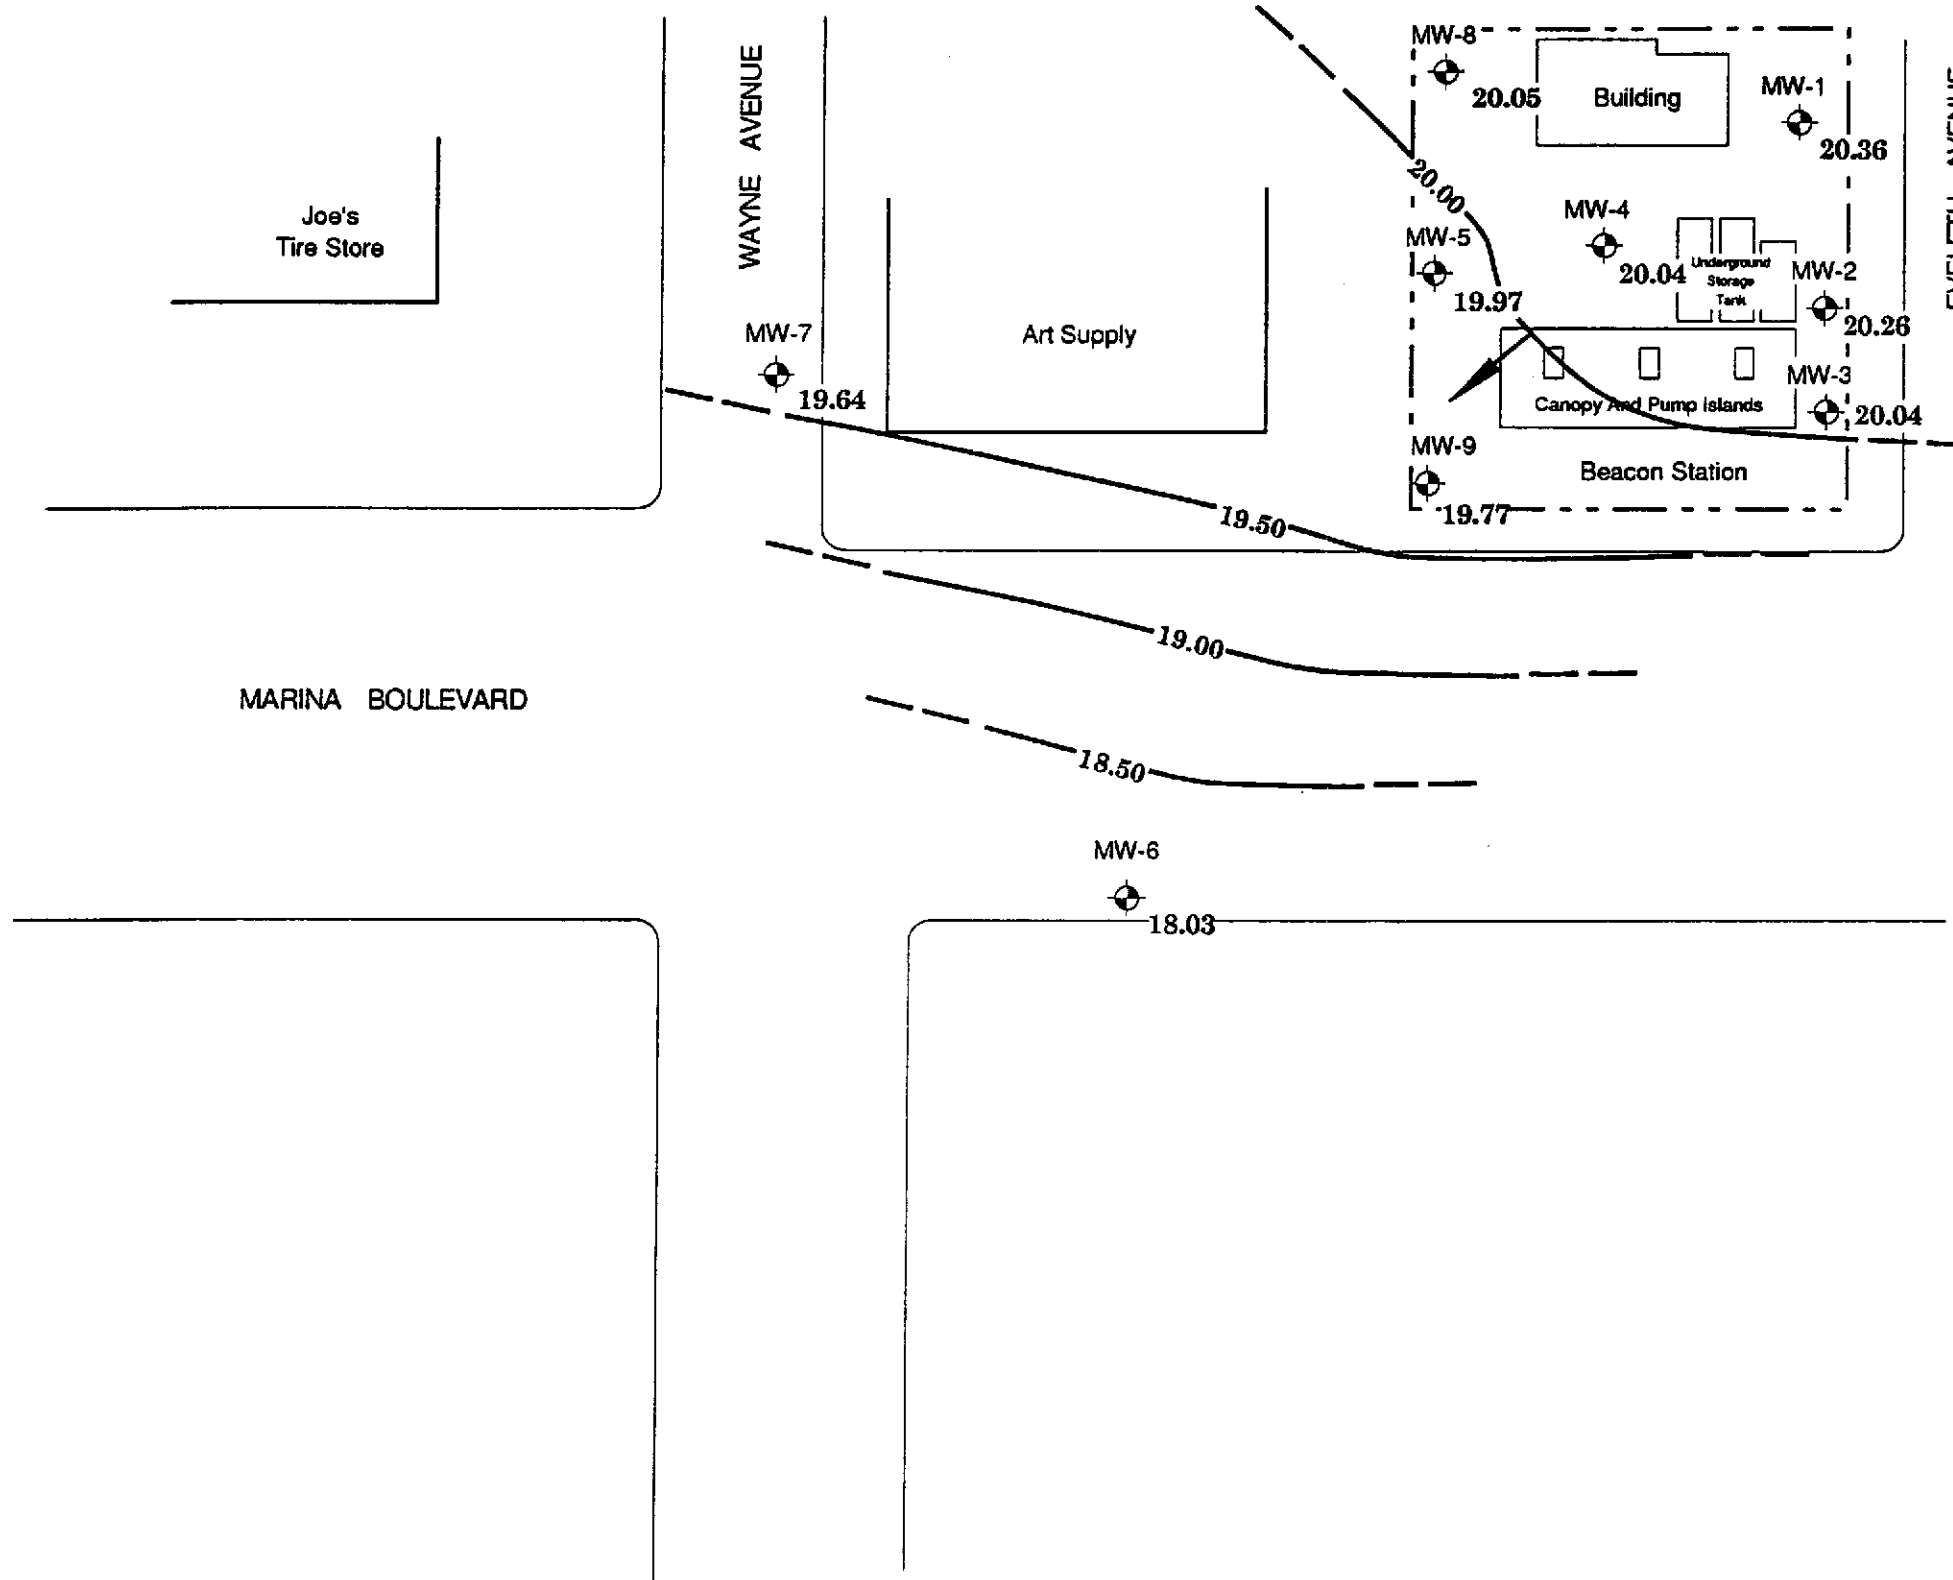 MW-8
20.05
Building
MW-1
20.36
WAYNE AVENUE
20.00
Joe's
Tire Store
MW-4
20.04
MW-5
19.97
Underground
Storage
Tank
MW-2
20.26
Art Supply
MW-7
19.64
MW-3
20.04
Canopy And Pump Islands
MW-9
19.77
Beacon Station
19.50
19.00
MARINA BOULEVARD
18.50
MW-6
18.03